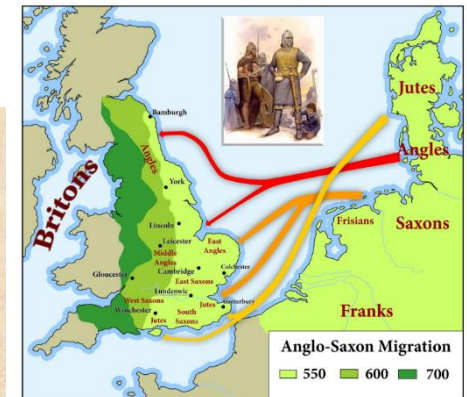 Jutes
Bamburgh
Angles
Angles
Britons
York
Frisians
Saxons
Lincoln
Leicester
East
Angles
Middle
Angles
Cambridge
Colchester
East Saxons
Gloucester
Lundenwic
West Saxons
Jutes
Canterbury
Franks
Winchester
South
Saxons
Jutes
Anglo-Saxon Migration
550 600 700